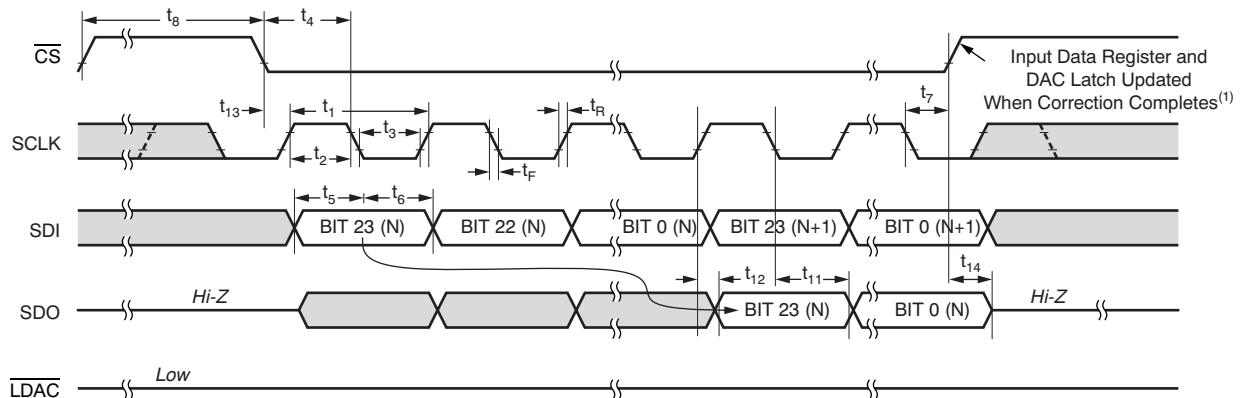 t8 t4
CS
Input Data Register and
DAC Latch Updated
When Correction Completes(1)
t13 t1 t7
tR
t3
SCLK
t2
tF
t5 t6
SDI BIT 23 (N) BIT 22 (N) BIT 0 (N) BIT 23 (N+1) BIT 0 (N+1)
t12 t11 t14
Hi-Z Hi-Z
SDO BIT 23 (N) BIT 0 (N)
Low
LDAC